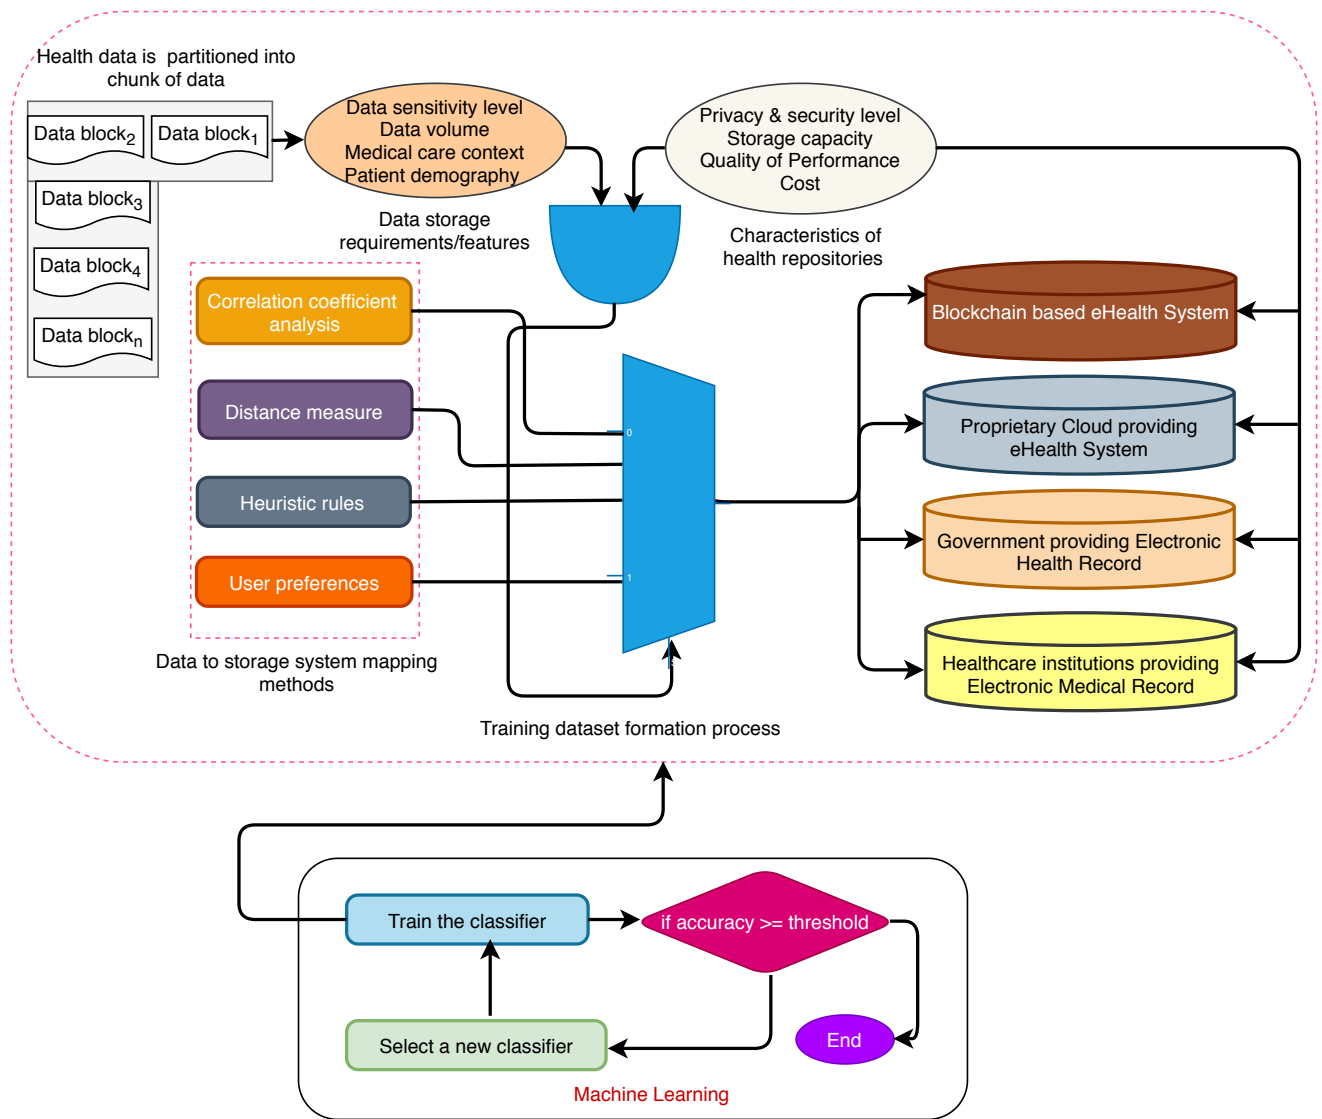 Health data is partitioned into
chunk of data
Data block2
Data block1
Data block3
Data block4
Data blockn
Data sensitivity level
Data volume
Medical care context
Patient demography
Data storage
requirements/features
Privacy & security level
Storage capacity
Quality of Performance
Cost
Characteristics of
health repositories
Correlation coefficient
analysis
Distance measure
Heuristic rules
User preferences
Data to storage system mapping
methods
0
1
Blockchain based eHealth System
Proprietary Cloud providing
eHealth System
Government providing Electronic
Health Record
Healthcare institutions providing
Electronic Medical Record
Training dataset formation process
Train the classifier
if accuracy >= threshold
Select a new classifier
End
Machine Learning